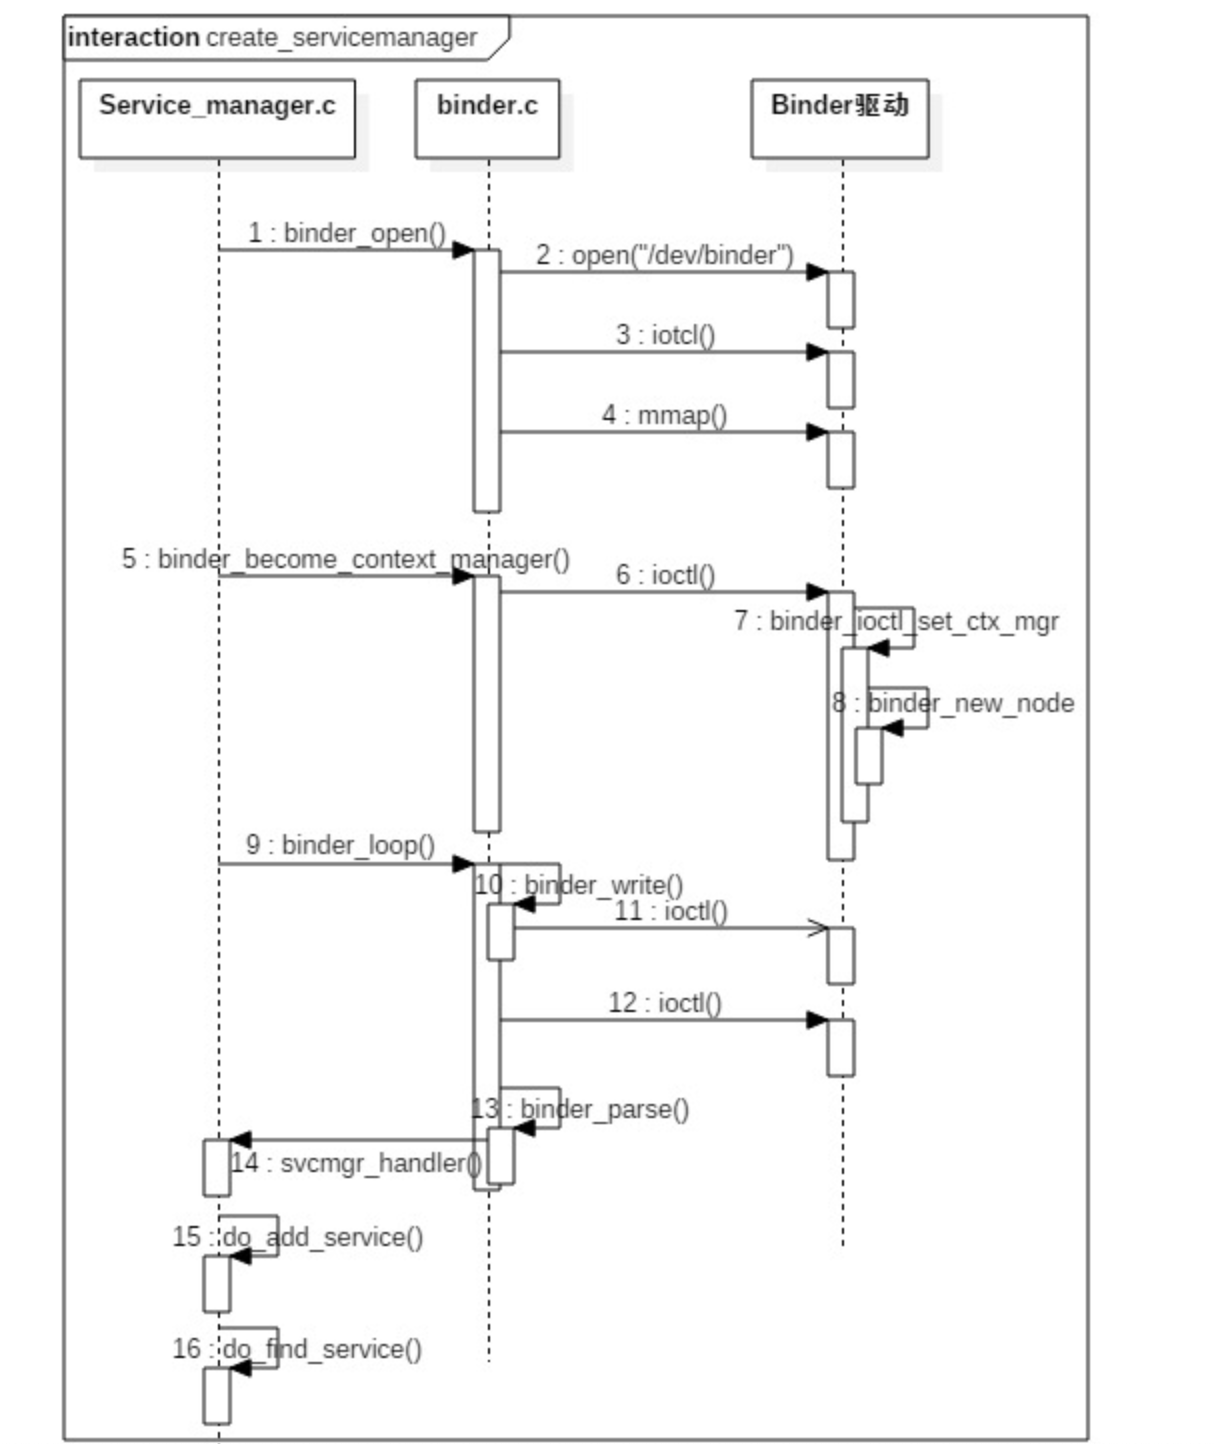 interaction create_servicemanager
Service_manager.c
binder.c
Binder驱动
1 : binder_open()
2 : open("/dev/binder")
3 : iotcl()
4 : mmap()
5 : binder_become_context_manager()
6 : ioctl()
7 : binder_ioctl_set_ctx_mgr
8 : binder_new_node
9 : binder_loop()
10 : binder_write()
11 : ioctl()
12 : ioctl()
13 : binder_parse()
14 : svcmgr_handler()
15 : do_add_service()
16 : do_find_service()